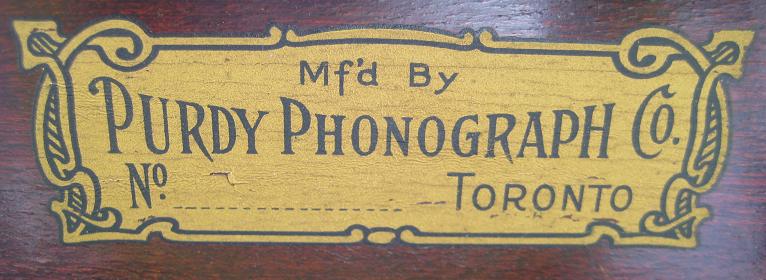 Mf'd By
PURDY PHONOGRAPH Co.
No. TORONTO